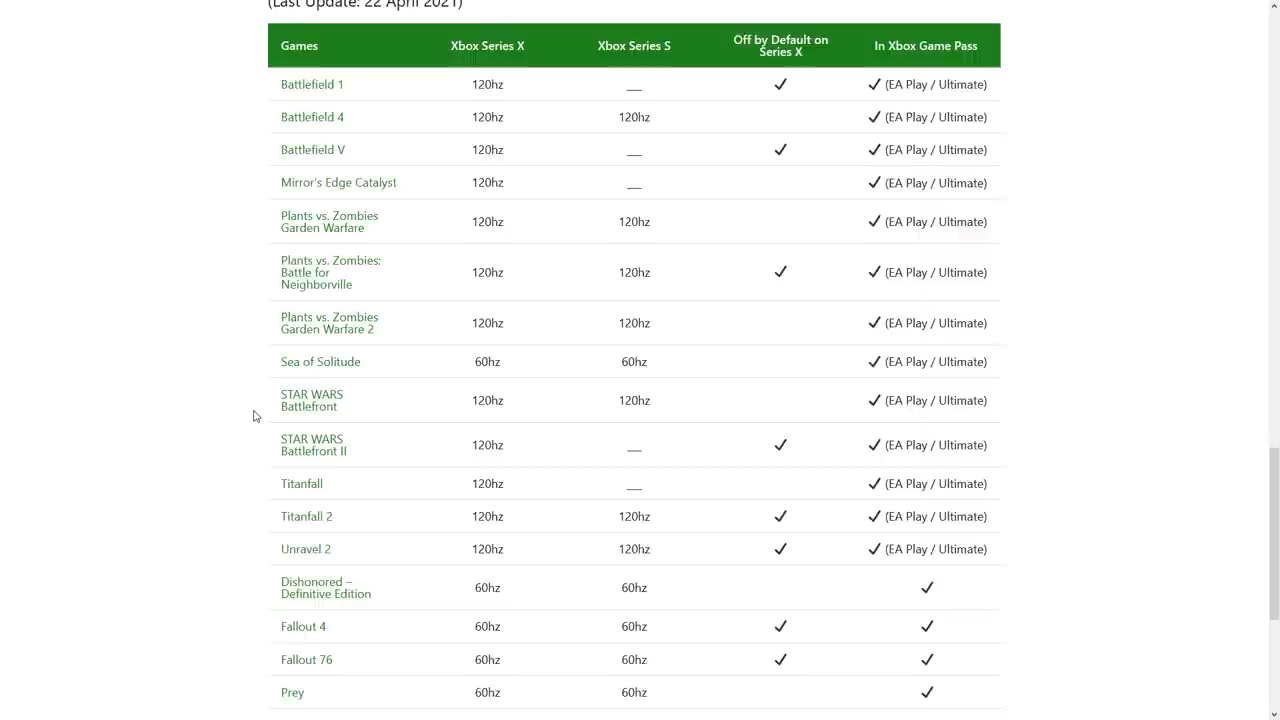 (Last Update: 22 April 2021)
Games Xbox Series X Xbox Series S Off by Default on Series X In Xbox Game Pass
Battlefield 1 120hz __ ✓ ✓ (EA Play / Ultimate)
Battlefield 4 120hz 120hz ✓ (EA Play / Ultimate)
Battlefield V 120hz __ ✓ ✓ (EA Play / Ultimate)
Mirror's Edge Catalyst 120hz __ ✓ (EA Play / Ultimate)
Plants vs. Zombies
Garden Warfare 120hz 120hz ✓ (EA Play / Ultimate)
Plants vs. Zombies:
Battle for
Neighborville 120hz 120hz ✓ ✓ (EA Play / Ultimate)
Plants vs. Zombies
Garden Warfare 2 120hz 120hz ✓ (EA Play / Ultimate)
Sea of Solitude 60hz 60hz ✓ (EA Play / Ultimate)
STAR WARS
Battlefront 120hz 120hz ✓ (EA Play / Ultimate)
STAR WARS
Battlefront II 120hz __ ✓ ✓ (EA Play / Ultimate)
Titanfall 120hz __ ✓ (EA Play / Ultimate)
Titanfall 2 120hz 120hz ✓ ✓ (EA Play / Ultimate)
Unravel 2 120hz 120hz ✓ ✓ (EA Play / Ultimate)
Dishonored –
Definitive Edition 60hz 60hz ✓
Fallout 4 60hz 60hz ✓ ✓
Fallout 76 60hz 60hz ✓ ✓
Prey 60hz 60hz ✓